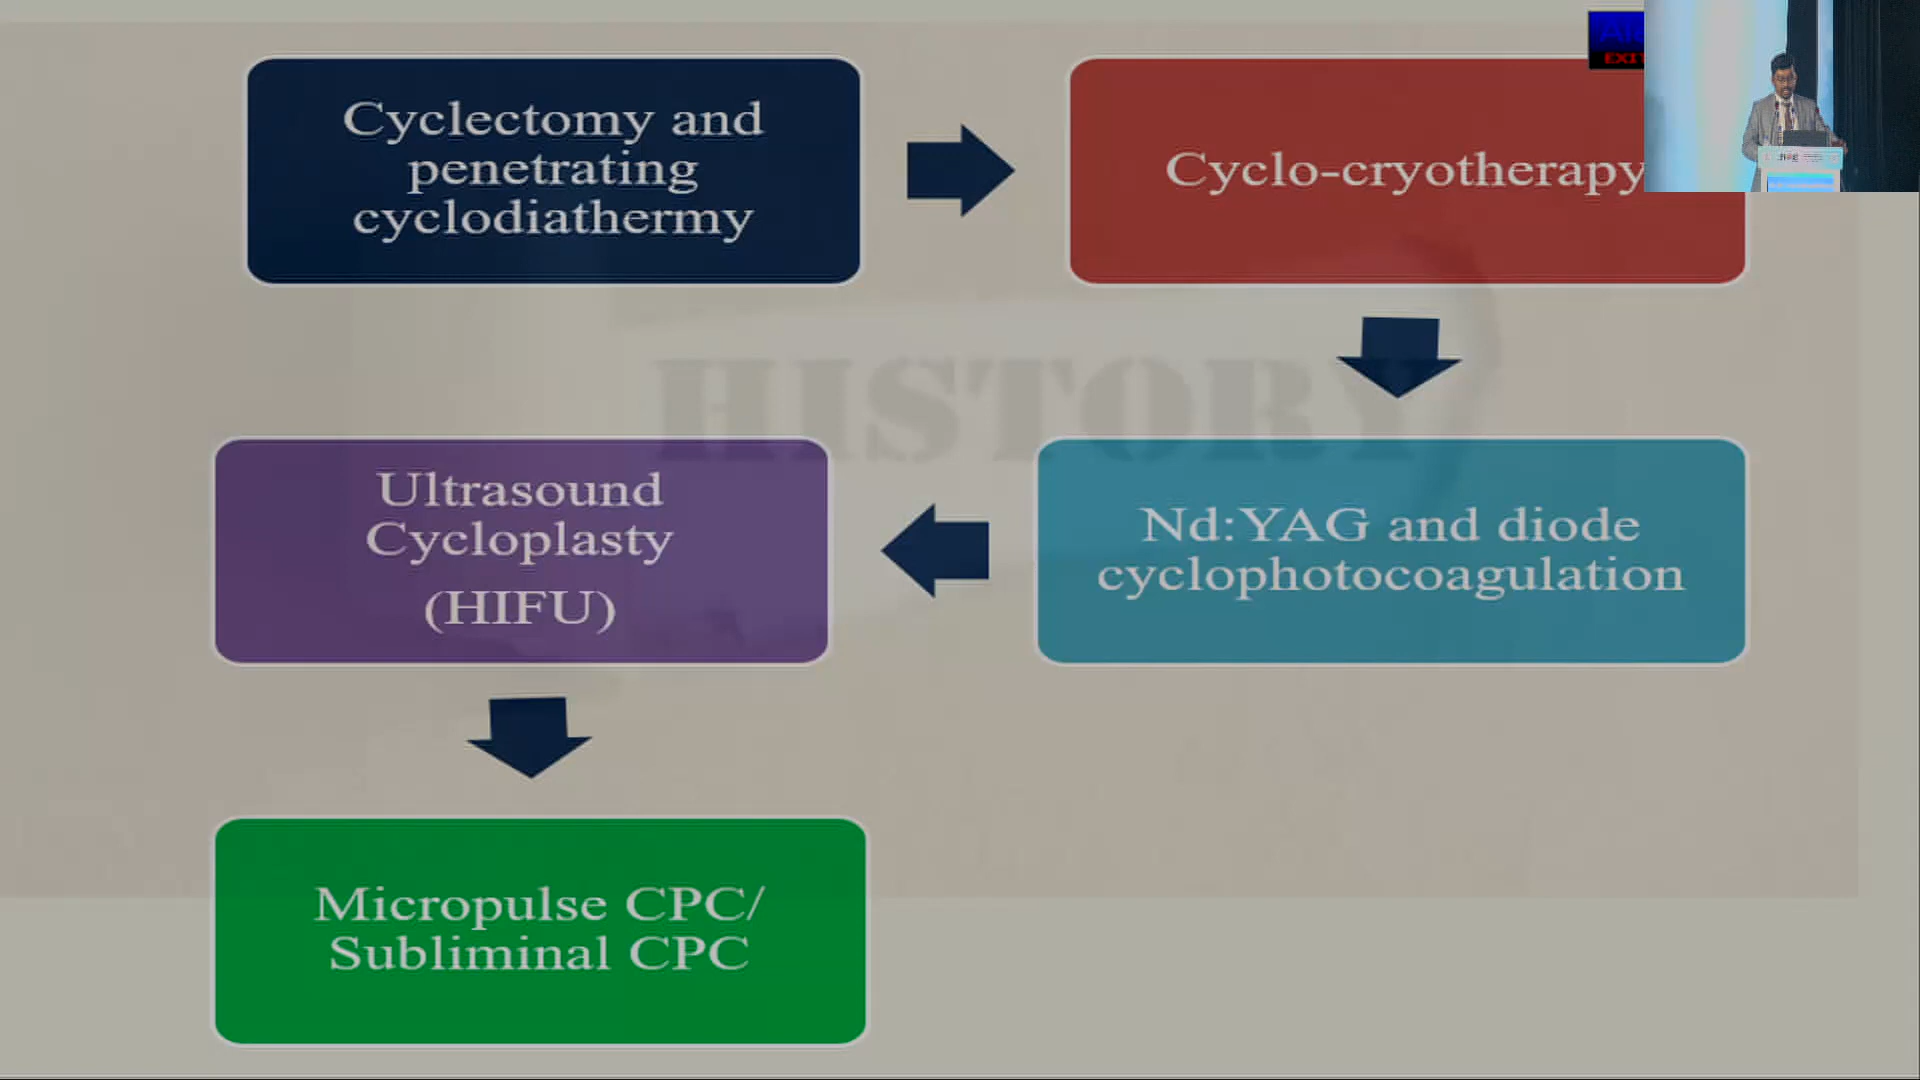 Cyclectomy and
penetrating
cyclodiathermy
Cyclo-cryotherapy
EXIT
HISTORY
Ultrasound
Cycloplasty
(HIFU)
Nd:YAG and diode
cyclophotocoagulation
Micropulse CPC/
Subliminal CPC